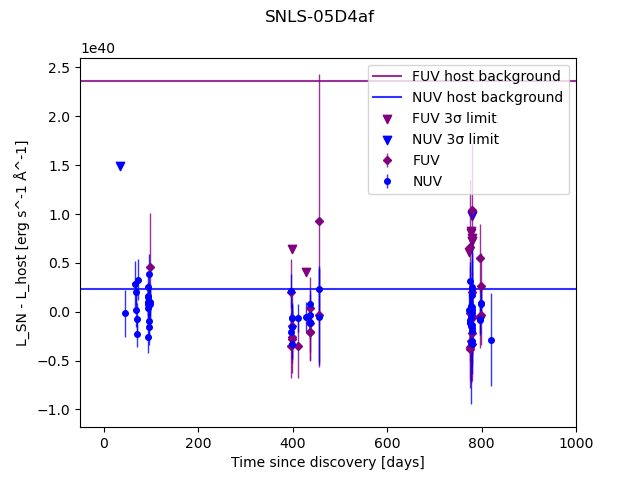 SNLS-05D4af
1e40
2.5
2.0
1.5
1.0
0.5
0.0
−0.5
−1.0
L_SN - L_host [erg s^-1 Å^-1]
FUV host background
NUV host background
FUV 3σ limit
NUV 3σ limit
FUV
NUV
0 200 400 600 800 1000
Time since discovery [days]